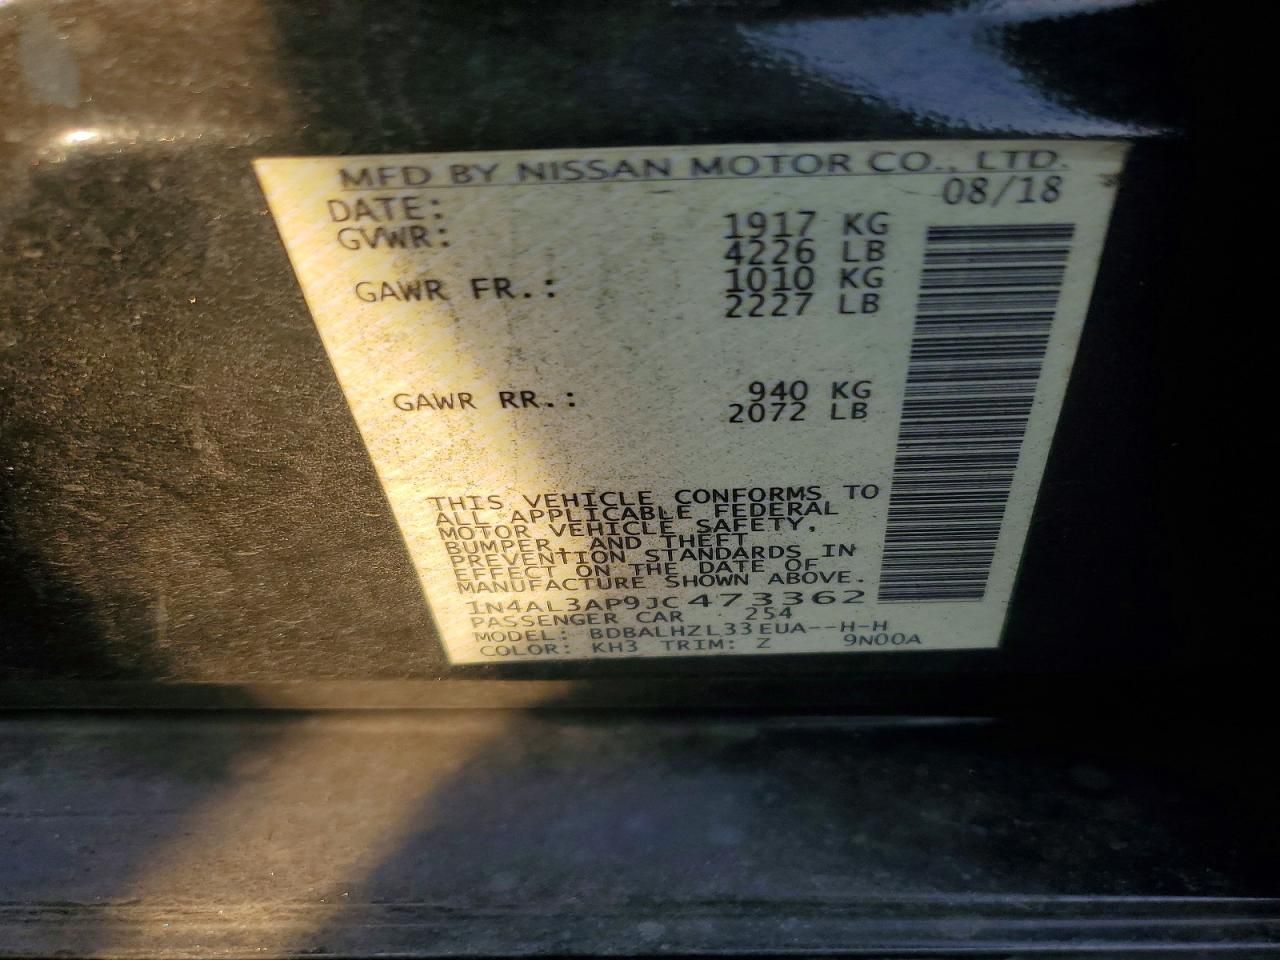 MFD BY NISSAN MOTOR CO., LTD.
DATE: 08/18
GVWR: 1917 KG
4226 LB
GAWR FR.: 1010 KG
2227 LB
GAWR RR.: 940 KG
2072 LB
THIS VEHICLE CONFORMS TO
ALL APPLICABLE FEDERAL
MOTOR VEHICLE SAFETY,
BUMPER, AND THEFT
PREVENTION STANDARDS IN
EFFECT ON THE DATE OF
MANUFACTURE SHOWN ABOVE.
1N4AL3AP9JC473362
PASSENGER CAR 254
MODEL: BDBALHZL33EUA--H-H
COLOR: KH3 TRIM: Z 9N00A